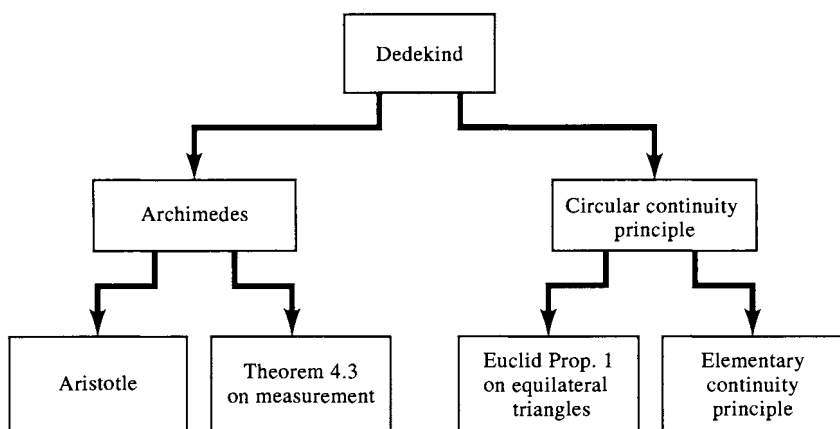 Dedekind
Archimedes
Circular continuity
principle
Aristotle
Theorem 4.3
on measurement
Euclid Prop. 1
on equilateral
triangles
Elementary
continuity
principle